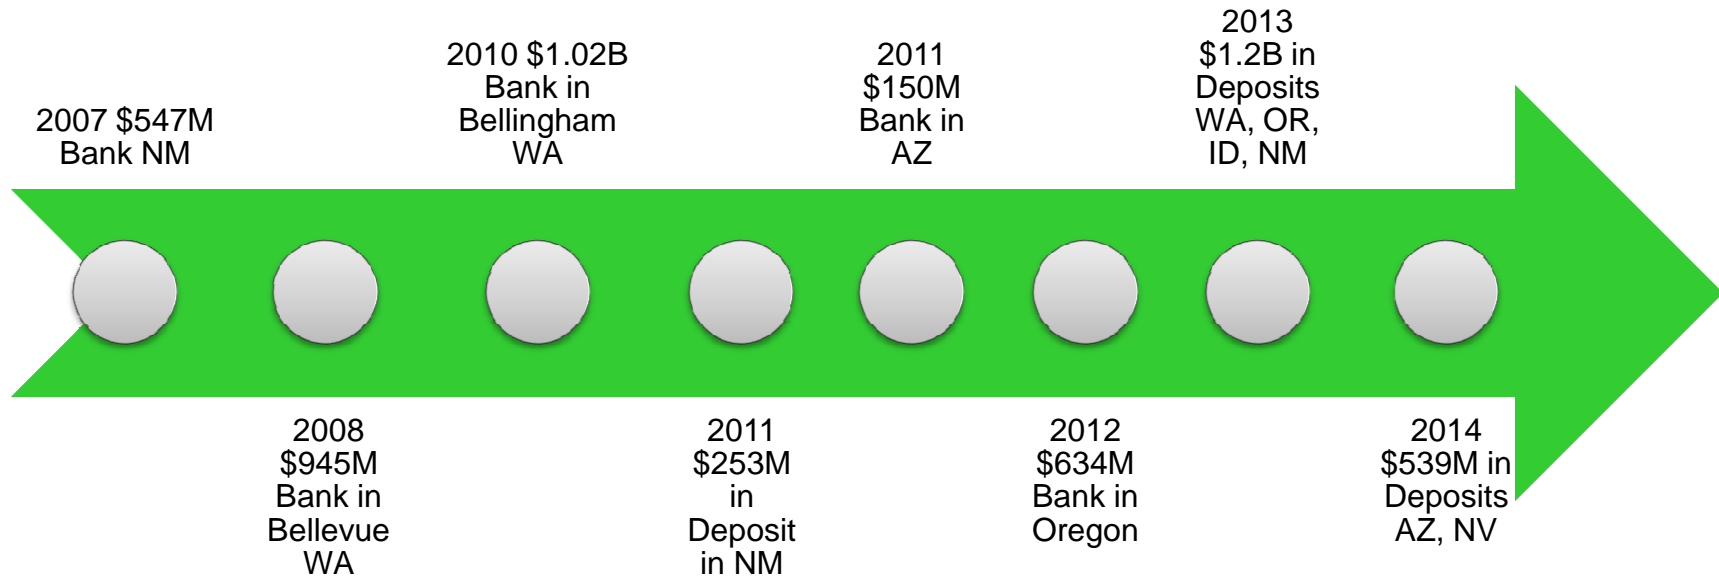 2007 $547M
Bank NM
2008
$945M
Bank in
Bellevue
WA
2010 $1.02B
Bank in
Bellingham
WA
2011
$253M
in
Deposit
in NM
2011
$150M
Bank in
AZ
2012
$634M
Bank in
Oregon
2013
$1.2B in
Deposits
WA, OR,
ID, NM
2014
$539M in
Deposits
AZ, NV